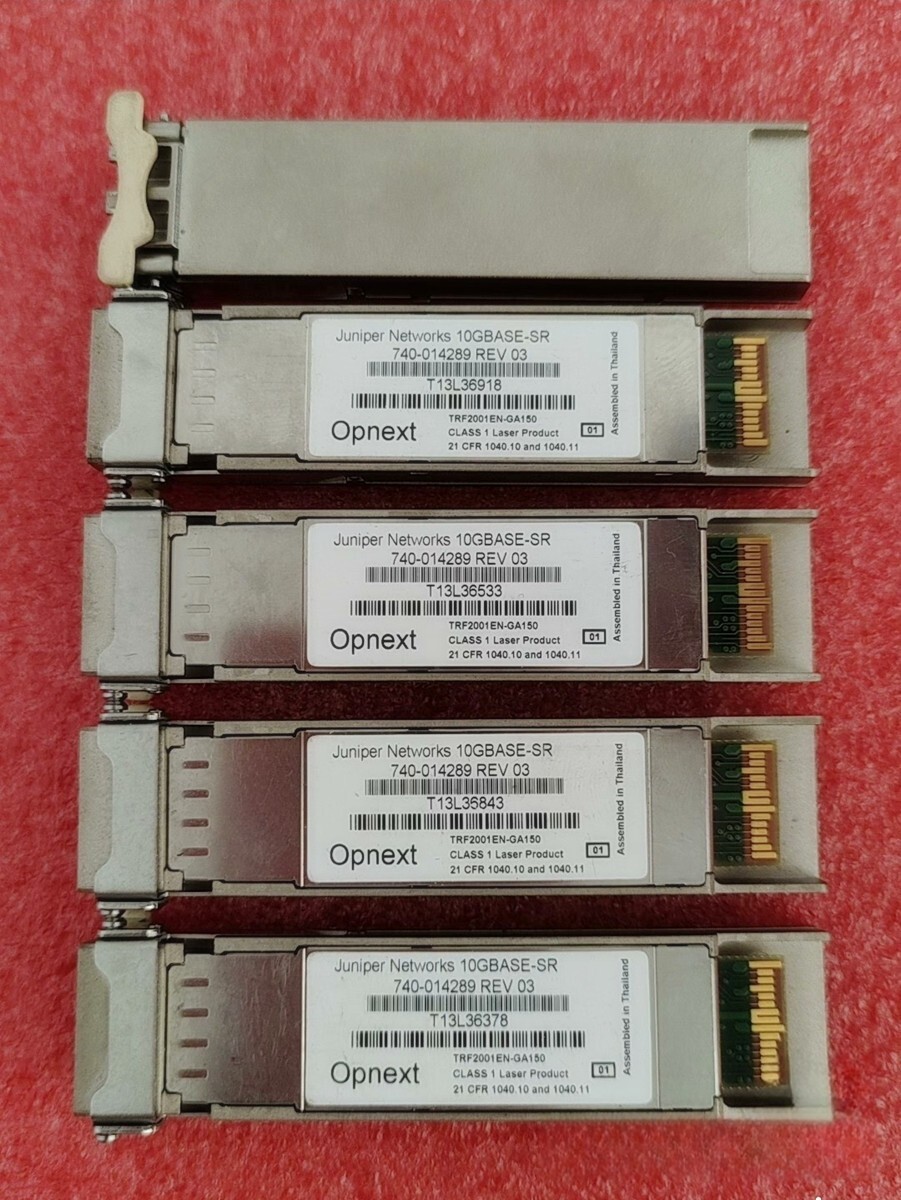 Juniper Networks 10GBASE-SR
740-014289 REV 03
T13L36918
TRF2001EN-GA150
Opnext
CLASS 1 Laser Product
01
21 CFR 1040.10 and 1040.11
Assembled in Thailand
Juniper Networks 10GBASE-SR
740-014289 REV 03
T13L36533
TRF2001EN-GA150
Opnext
CLASS 1 Laser Product
01
21 CFR 1040.10 and 1040.11
Assembled in Thailand
Juniper Networks 10GBASE-SR
740-014289 REV 03
T13L36843
TRF2001EN-GA150
Opnext
CLASS 1 Laser Product
01
21 CFR 1040.10 and 1040.11
Assembled in Thailand
Juniper Networks 10GBASE-SR
740-014289 REV 03
T13L36378
TRF2001EN-GA150
Opnext
CLASS 1 Laser Product
01
21 CFR 1040.10 and 1040.11
Assembled in Thailand